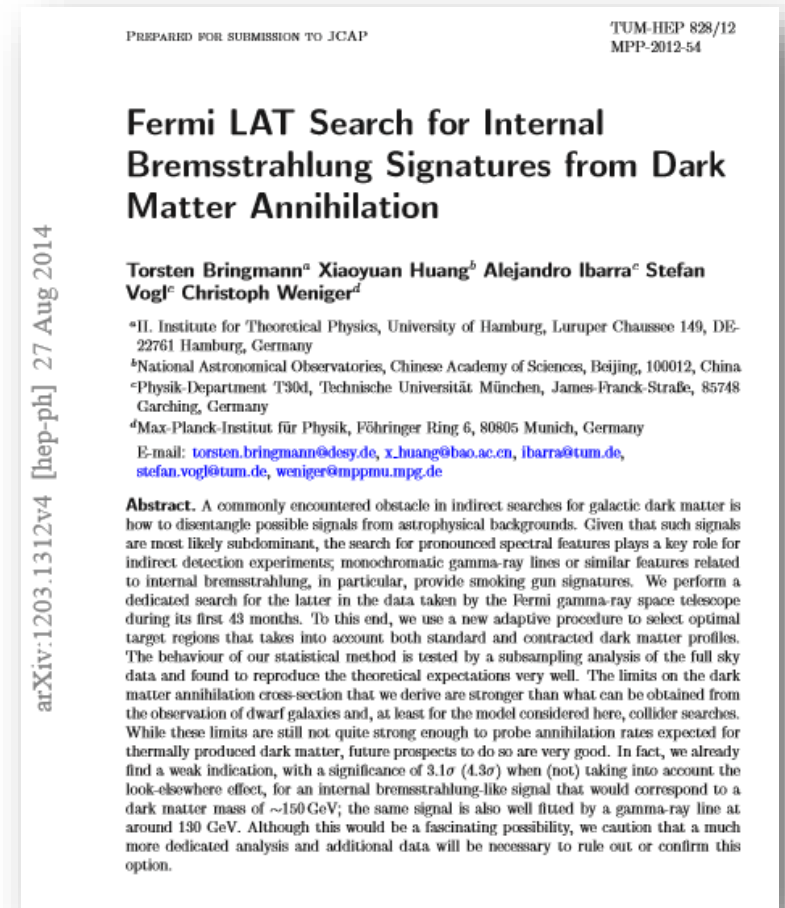 PREPARED FOR SUBMISSION TO JCAP
TUM-HEP 828/12
MPP-2012-54
Fermi LAT Search for Internal
Bremsstrahlung Signatures from Dark
Matter Annihilation
Torsten Bringmannᵃ Xiaoyuan Huangᵇ Alejandro Ibarraᶜ Stefan
Voglᶜ Christoph Wenigerᵈ
ᵃII. Institute for Theoretical Physics, University of Hamburg, Luruper Chaussee 149, DE-
22761 Hamburg, Germany
ᵇNational Astronomical Observatories, Chinese Academy of Sciences, Beijing, 100012, China
ᶜPhysik-Department T30d, Technische Universität München, James-Franck-Straße, 85748
Garching, Germany
ᵈMax-Planck-Institut für Physik, Föhringer Ring 6, 80805 Munich, Germany
E-mail: torsten.bringmann@desy.de, x_huang@bao.ac.cn, ibarra@tum.de,
stefan.vogl@tum.de, weniger@mppmu.mpg.de
Abstract. A commonly encountered obstacle in indirect searches for galactic dark matter is
how to disentangle possible signals from astrophysical backgrounds. Given that such signals
are most likely subdominant, the search for pronounced spectral features plays a key role for
indirect detection experiments; monochromatic gamma-ray lines or similar features related
to internal bremsstrahlung, in particular, provide smoking gun signatures. We perform a
dedicated search for the latter in the data taken by the Fermi gamma-ray space telescope
during its first 43 months. To this end, we use a new adaptive procedure to select optimal
target regions that takes into account both standard and contracted dark matter profiles.
The behaviour of our statistical method is tested by a subsampling analysis of the full sky
data and found to reproduce the theoretical expectations very well. The limits on the dark
matter annihilation cross-section that we derive are stronger than what can be obtained from
the observation of dwarf galaxies and, at least for the model considered here, collider searches.
While these limits are still not quite strong enough to probe annihilation rates expected for
thermally produced dark matter, future prospects to do so are very good. In fact, we already
find a weak indication, with a significance of 3.1σ (4.3σ) when (not) taking into account the
look-elsewhere effect, for an internal bremsstrahlung-like signal that would correspond to a
dark matter mass of ~150 GeV; the same signal is also well fitted by a gamma-ray line at
around 130 GeV. Although this would be a fascinating possibility, we caution that a much
more dedicated analysis and additional data will be necessary to rule out or confirm this
option.
arXiv:1203.1312v4 [hep-ph] 27 Aug 2014